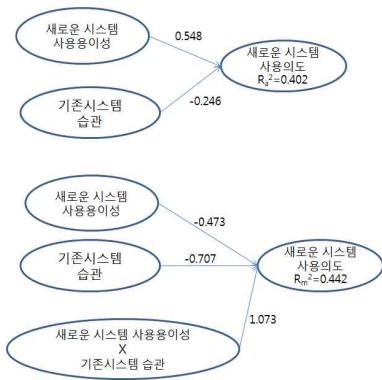 새로운 시스템
사용용이성
0.548
새로운 시스템
사용의도
Ra²=0.402
기존시스템
습관
-0.246
새로운 시스템
사용용이성
-0.473
기존시스템
습관
-0.707
새로운 시스템
사용의도
Rm²=0.442
1.073
새로운 시스템 사용용이성
X
기존시스템 습관